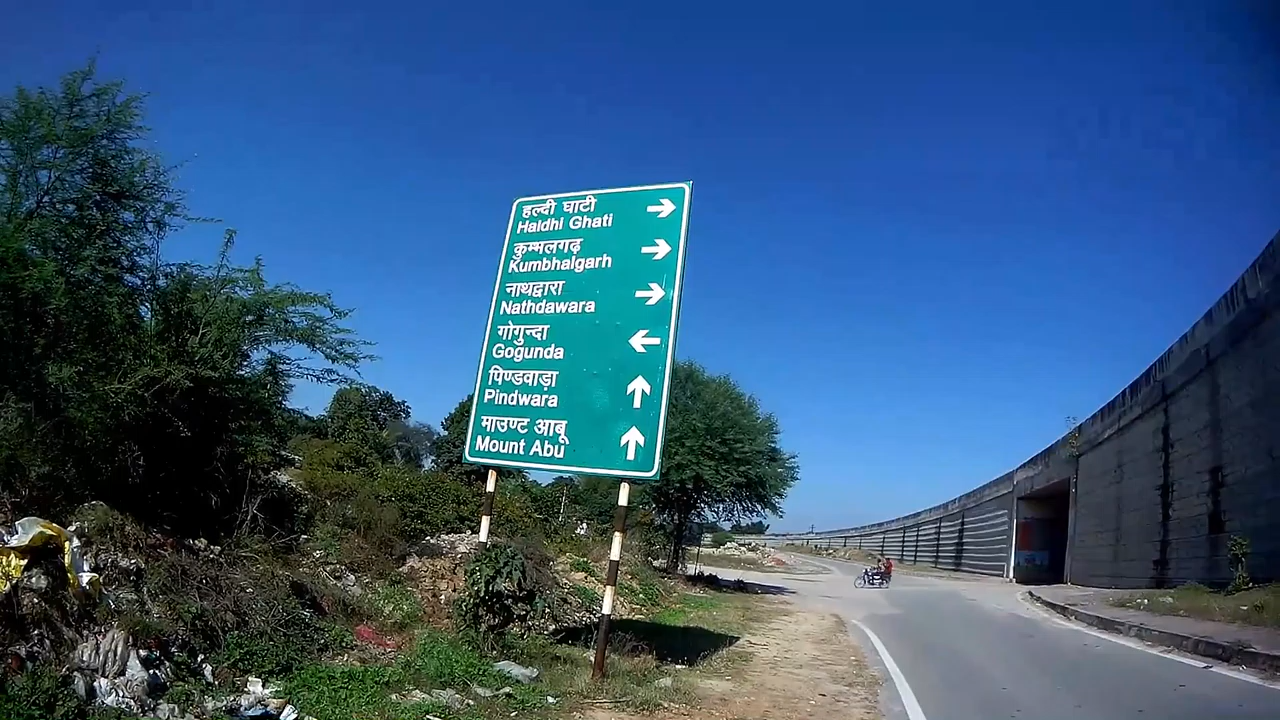 हल्दी घाटी
Haldhi Ghati
कुम्भलगढ़
Kumbhalgarh
नाथद्वारा
Nathdawara
गोगुन्दा
Gogunda
पिण्डवाड़ा
Pindwara
माउण्ट आबू
Mount Abu